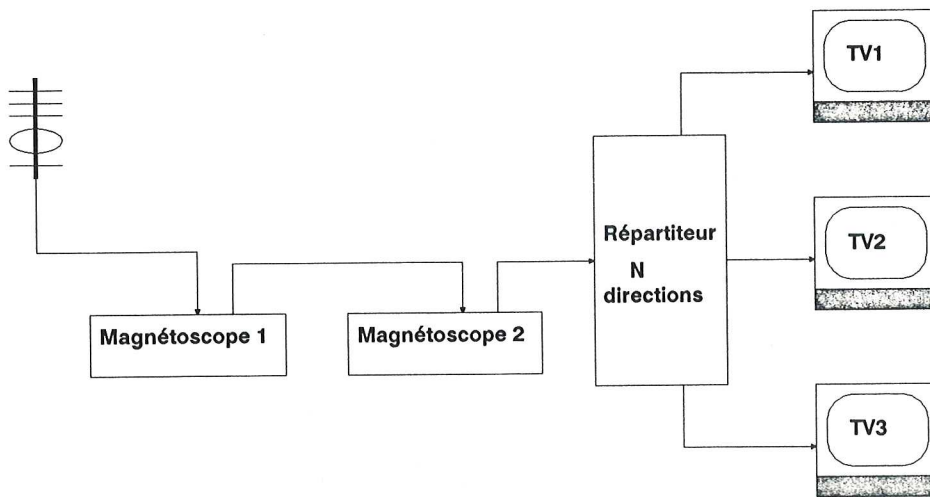 TV1
Répartiteur
N
directions
TV2
Magnétoscope 1
Magnétoscope 2
TV3